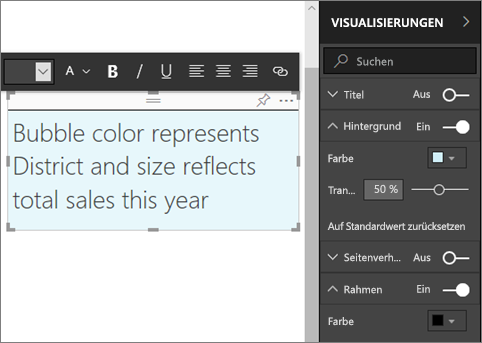 VISUALISIERUNGEN
Suchen
A B I U
Titel Aus
Hintergrund Ein
Farbe
Tran... 50 %
Auf Standardwert zurücksetzen
Seitenverh... Aus
Rahmen Ein
Farbe
Bubble color represents
District and size reflects
total sales this year